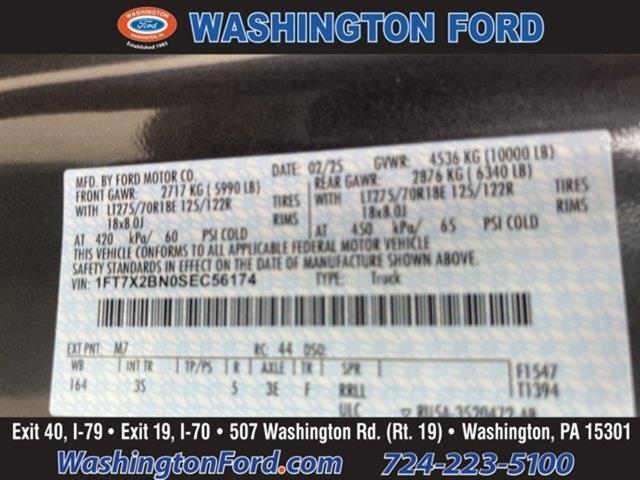 WASHINGTON
Ford
WASHINGTON, PA
Established 1983
WASHINGTON FORD
MFD. BY FORD MOTOR CO.
DATE: 02/25
GVWR: 4536 KG (10000 LB)
FRONT GAWR: 2717 KG ( 5990 LB)
REAR GAWR: 2876 KG ( 6340 LB)
WITH LT275/70R18E 125/122R TIRES
WITH LT275/70R18E 125/122R TIRES
18x8.0J RIMS
18x8.0J RIMS
AT 420 kPa/ 60 PSI COLD
AT 450 kPa/ 65 PSI COLD
THIS VEHICLE CONFORMS TO ALL APPLICABLE FEDERAL MOTOR VEHICLE
SAFETY STANDARDS IN EFFECT ON THE DATE OF MANUFACTURE SHOWN ABOVE.
VIN: 1FT7X2BN0SEC56174 TYPE: Truck
EXT PNT: M7 RC: 44 DSO:
WB INT TR TP/PS R AXLE TR SPR
164 3S 5 3E F RRLL
F1547
T1394
ULC
Exit 40, I-79 • Exit 19, I-70 • 507 Washington Rd. (Rt. 19) • Washington, PA 15301
WashingtonFord.com 724-223-5100